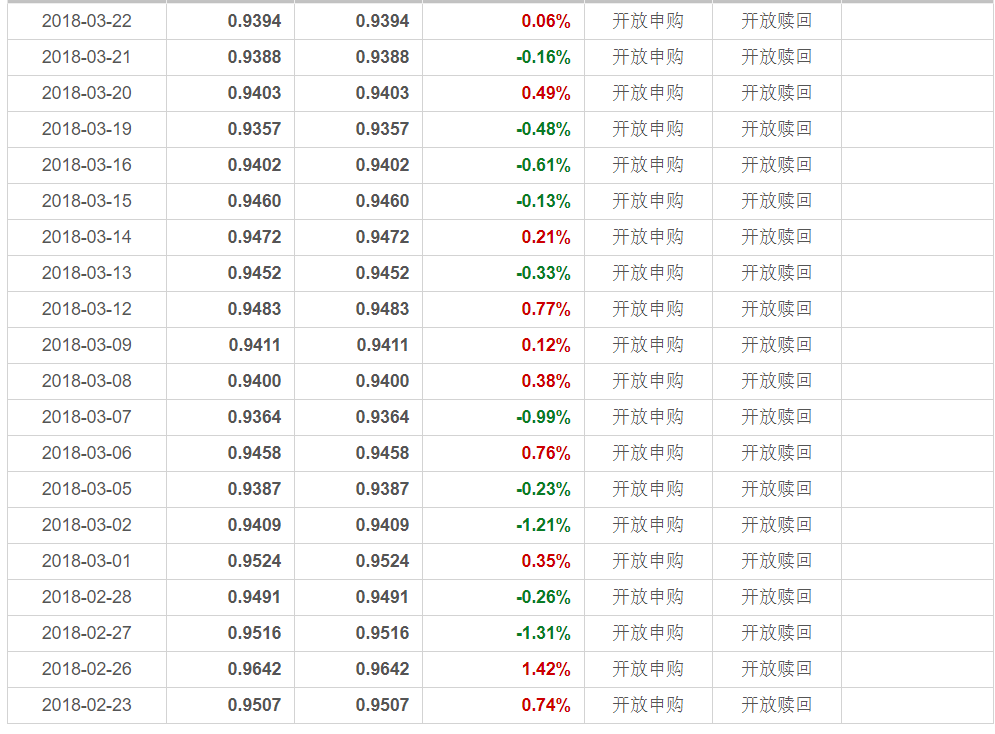 2018-03-22 0.9394 0.9394 0.06% 开放申购 开放赎回
2018-03-21 0.9388 0.9388 -0.16% 开放申购 开放赎回
2018-03-20 0.9403 0.9403 0.49% 开放申购 开放赎回
2018-03-19 0.9357 0.9357 -0.48% 开放申购 开放赎回
2018-03-16 0.9402 0.9402 -0.61% 开放申购 开放赎回
2018-03-15 0.9460 0.9460 -0.13% 开放申购 开放赎回
2018-03-14 0.9472 0.9472 0.21% 开放申购 开放赎回
2018-03-13 0.9452 0.9452 -0.33% 开放申购 开放赎回
2018-03-12 0.9483 0.9483 0.77% 开放申购 开放赎回
2018-03-09 0.9411 0.9411 0.12% 开放申购 开放赎回
2018-03-08 0.9400 0.9400 0.38% 开放申购 开放赎回
2018-03-07 0.9364 0.9364 -0.99% 开放申购 开放赎回
2018-03-06 0.9458 0.9458 0.76% 开放申购 开放赎回
2018-03-05 0.9387 0.9387 -0.23% 开放申购 开放赎回
2018-03-02 0.9409 0.9409 -1.21% 开放申购 开放赎回
2018-03-01 0.9524 0.9524 0.35% 开放申购 开放赎回
2018-02-28 0.9491 0.9491 -0.26% 开放申购 开放赎回
2018-02-27 0.9516 0.9516 -1.31% 开放申购 开放赎回
2018-02-26 0.9642 0.9642 1.42% 开放申购 开放赎回
2018-02-23 0.9507 0.9507 0.74% 开放申购 开放赎回